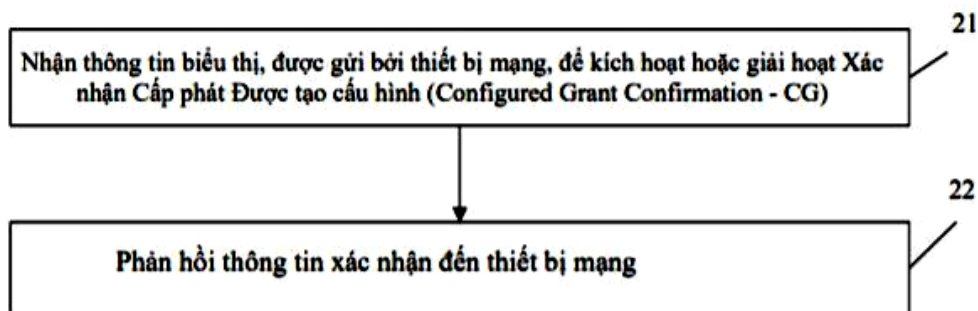 21
Nhận thông tin biểu thị, được gửi bởi thiết bị mạng, để kích hoạt hoặc giải hoạt Xác
nhận Cấp phát Được tạo cấu hình (Configured Grant Confirmation - CG)
22
Phản hồi thông tin xác nhận đến thiết bị mạng